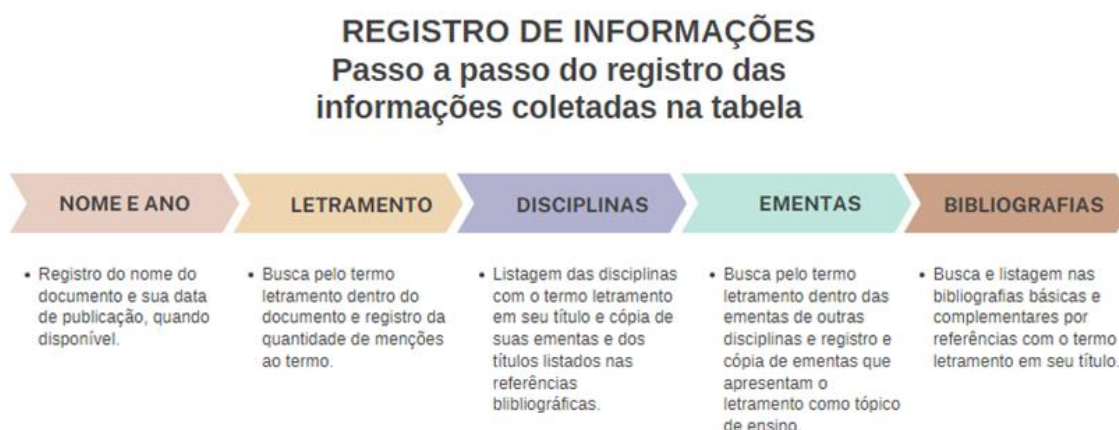 REGISTRO DE INFORMAÇÕES
Passo a passo do registro das
informações coletadas na tabela
NOME E ANO
LETRAMENTO
DISCIPLINAS
EMENTAS
BIBLIOGRAFIAS
• Registro do nome do
documento e sua data
de publicação, quando
disponível.
• Busca pelo termo
letramento dentro do
documento e registro da
quantidade de menções
ao termo.
• Listagem das disciplinas
com o termo letramento
em seu título e cópia de
suas ementas e dos
títulos listados nas
referências
blibliográficas.
• Busca pelo termo
letramento dentro das
ementas de outras
disciplinas e registro e
cópia de ementas que
apresentam o
letramento como tópico
de ensino
• Busca e listagem nas
bibliografias básicas e
complementares por
referências com o termo
letramento em seu título.